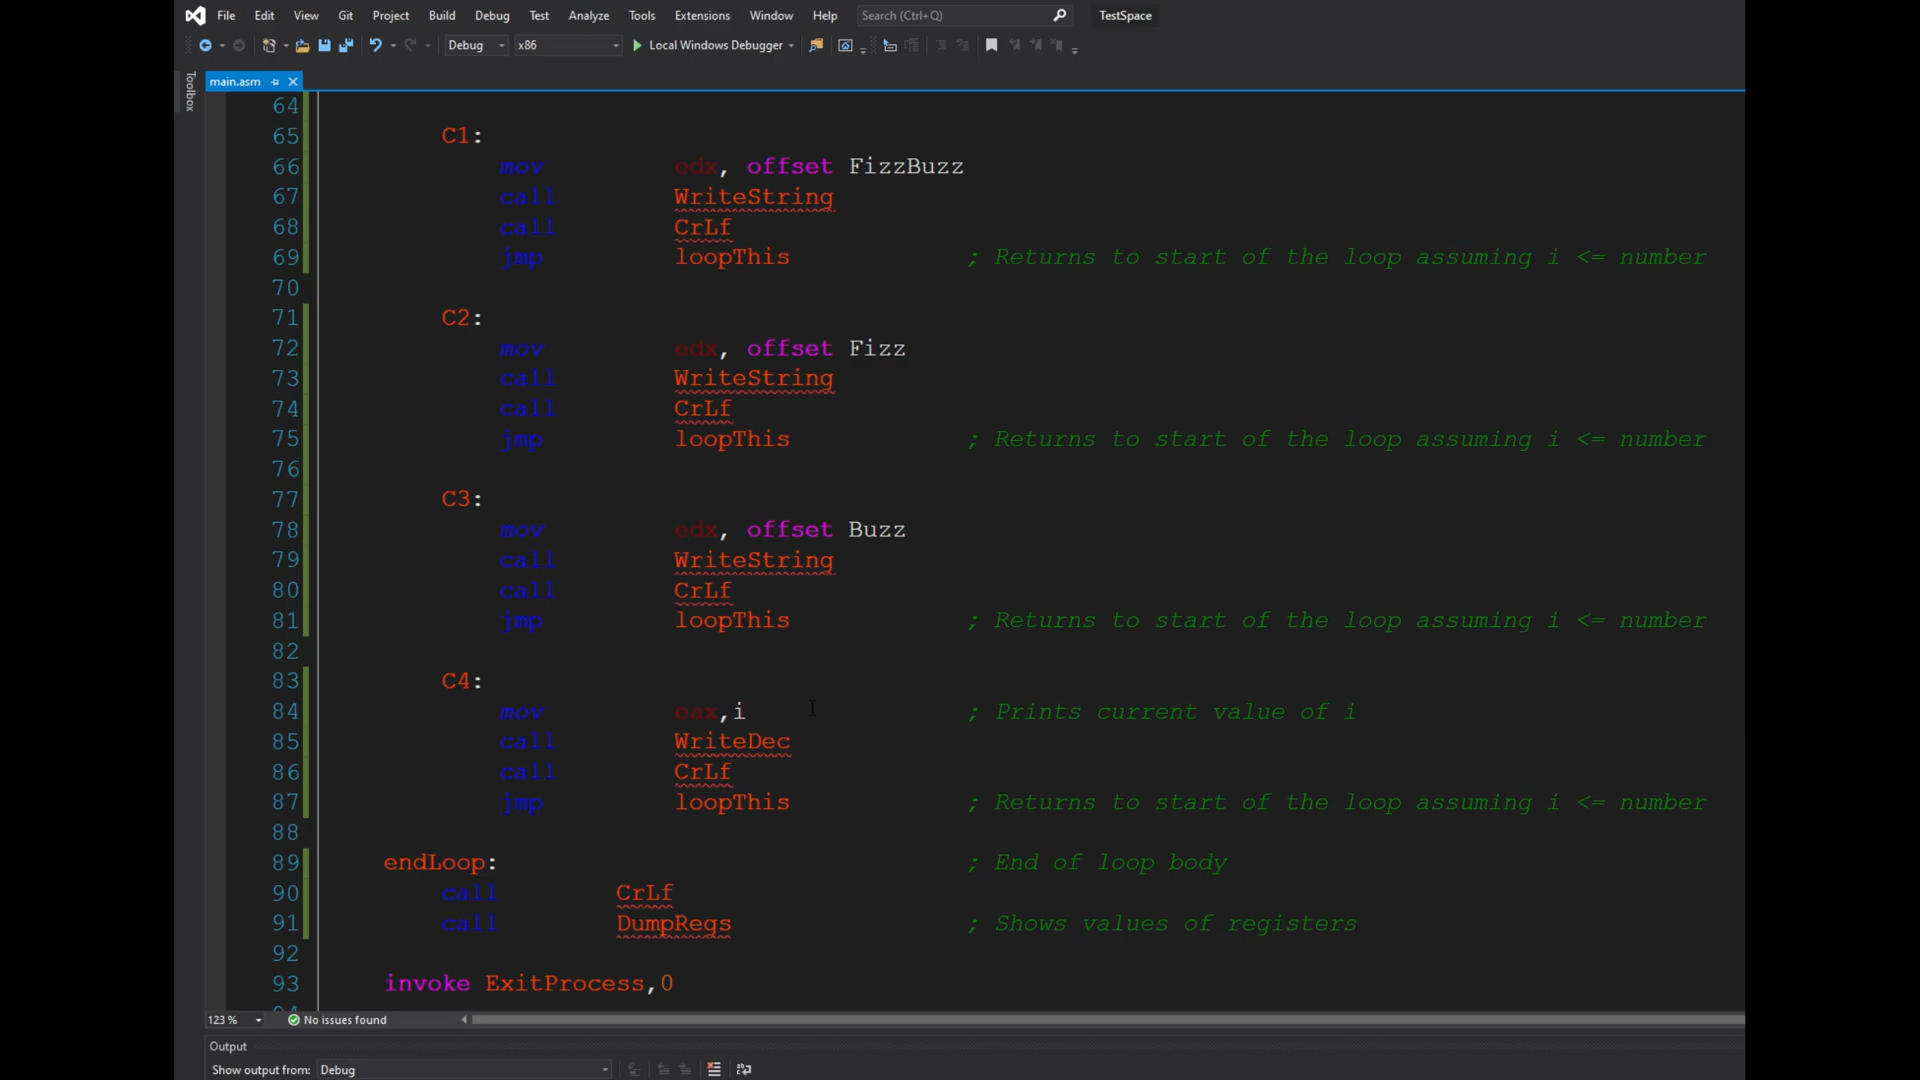 File Edit View Git Project Build Debug Test Analyze Tools Extensions Window Help Search (Ctrl+Q) TestSpace
Debug x86 Local Windows Debugger
Toolbox
main.asm
64
65 C1:
66 mov edx, offset FizzBuzz
67 call WriteString
68 call CrLf
69 jmp loopThis ; Returns to start of the loop assuming i <= number
70
71 C2:
72 mov edx, offset Fizz
73 call WriteString
74 call CrLf
75 jmp loopThis ; Returns to start of the loop assuming i <= number
76
77 C3:
78 mov edx, offset Buzz
79 call WriteString
80 call CrLf
81 jmp loopThis ; Returns to start of the loop assuming i <= number
82
83 C4:
84 mov eax,i ; Prints current value of i
85 call WriteDec
86 call CrLf
87 jmp loopThis ; Returns to start of the loop assuming i <= number
88
89 endLoop: ; End of loop body
90 call CrLf
91 call DumpRegs ; Shows values of registers
92
93 invoke ExitProcess,0
123 % No issues found
Output
Show output from: Debug